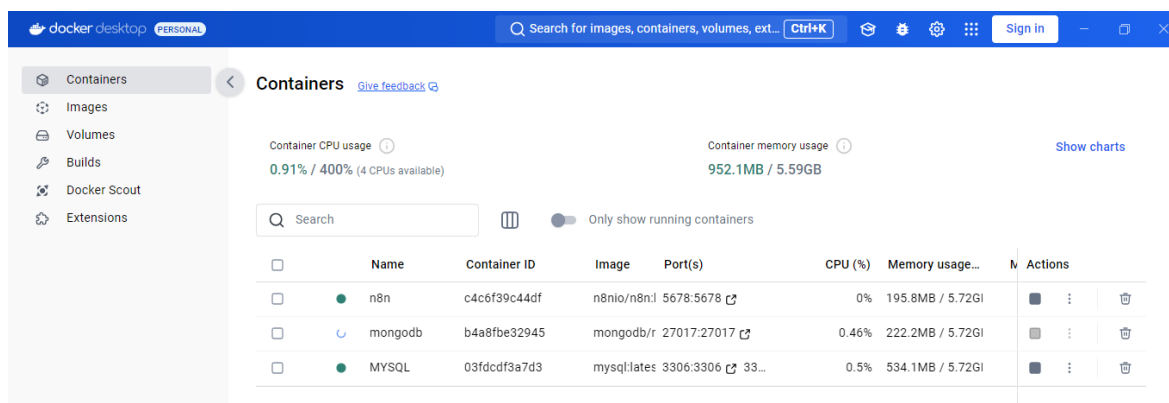 docker desktop PERSONAL
Search for images, containers, volumes, ext... Ctrl+K
Sign in
Containers
Images
Volumes
Builds
Docker Scout
Extensions
Containers Give feedback
Container CPU usage
0.91% / 400% (4 CPUs available)
Container memory usage
952.1MB / 5.59GB
Show charts
Search
Only show running containers
Name Container ID Image Port(s) CPU (%) Memory usage... M Actions
n8n c4c6f39c44df n8nio/n8n:l 5678:5678 0% 195.8MB / 5.72GI
mongodb b4a8fbe32945 mongodb/r 27017:27017 0.46% 222.2MB / 5.72GI
MYSQL 03fdcdf3a7d3 mysql:lates 3306:3306 33... 0.5% 534.1MB / 5.72GI